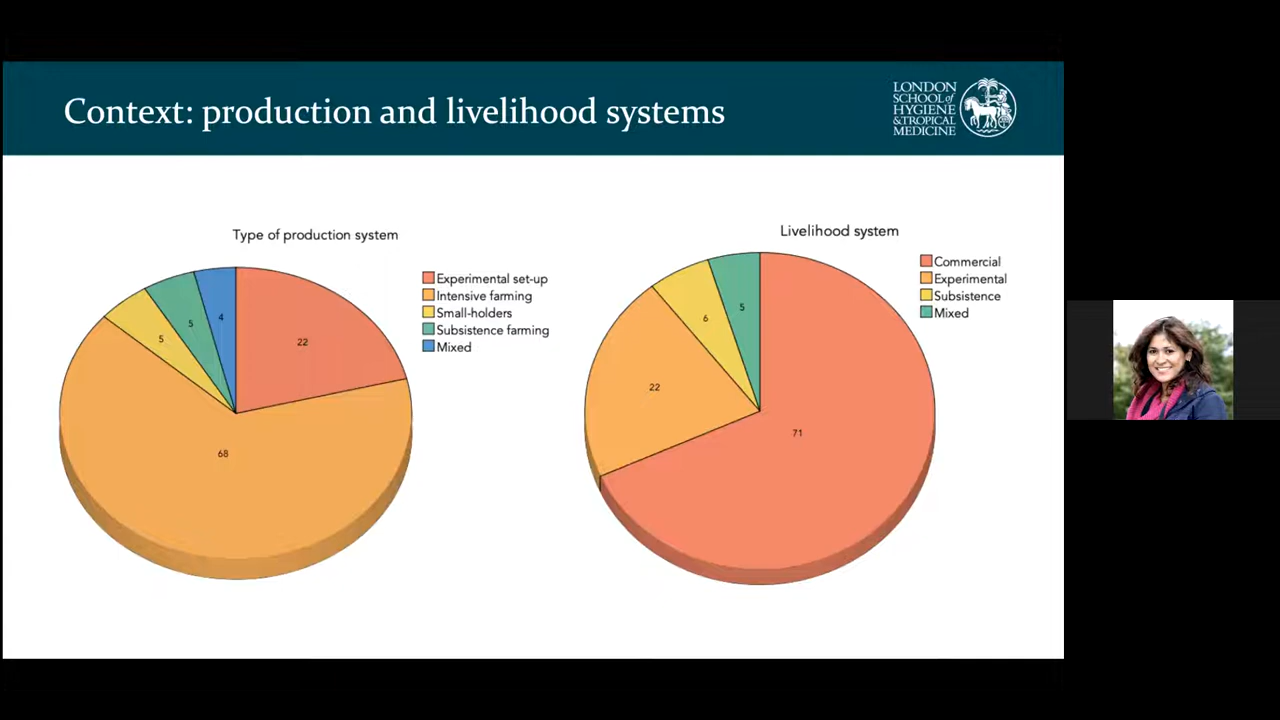 Context: production and livelihood systems
LONDON
SCHOOL of
HYGIENE
& TROPICAL
MEDICINE
Type of production system
Experimental set-up
Intensive farming
Small-holders
Subsistence farming
Mixed
4
5
5
22
68
Livelihood system
Commercial
Experimental
Subsistence
Mixed
5
6
22
71